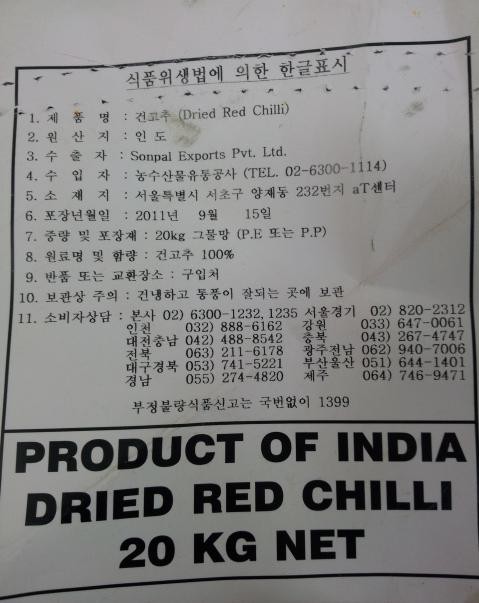 식품위생법에 의한 한글표시
1. 제 품 명 : 건고추 (Dried Red Chilli)
2. 원 산 지 : 인 도
3. 수 출 자 : Sonpal Exports Pvt. Ltd.
4. 수 입 자 : 농수산물유통공사 (TEL. 02-6300-1114)
5. 소 재 지 : 서울특별시 서초구 양재동 232번지 aT센터
6. 포장년월일 : 2011년 9월 15일
7. 중량 및 포장재 : 20kg 그물망 (P.E 또는 P.P)
8. 원료명 및 함량 : 건고추 100%
9. 반품 또는 교환장소 : 구입처
10. 보관상 주의 : 건냉하고 통풍이 잘되는 곳에 보관
11. 소비자상담 : 본사 02) 6300-1232, 1235 서울경기 02) 820-2312
인천 032) 888-6162 강원 033) 647-0061
대전충남 042) 488-8542 충북 043) 267-4747
전북 063) 211-6178 광주전남 062) 940-7006
대구경북 053) 741-5221 부산울산 051) 644-1401
경남 055) 274-4820 제주 064) 746-9471
부정불량식품신고는 국번없이 1399
PRODUCT OF INDIA
DRIED RED CHILLI
20 KG NET